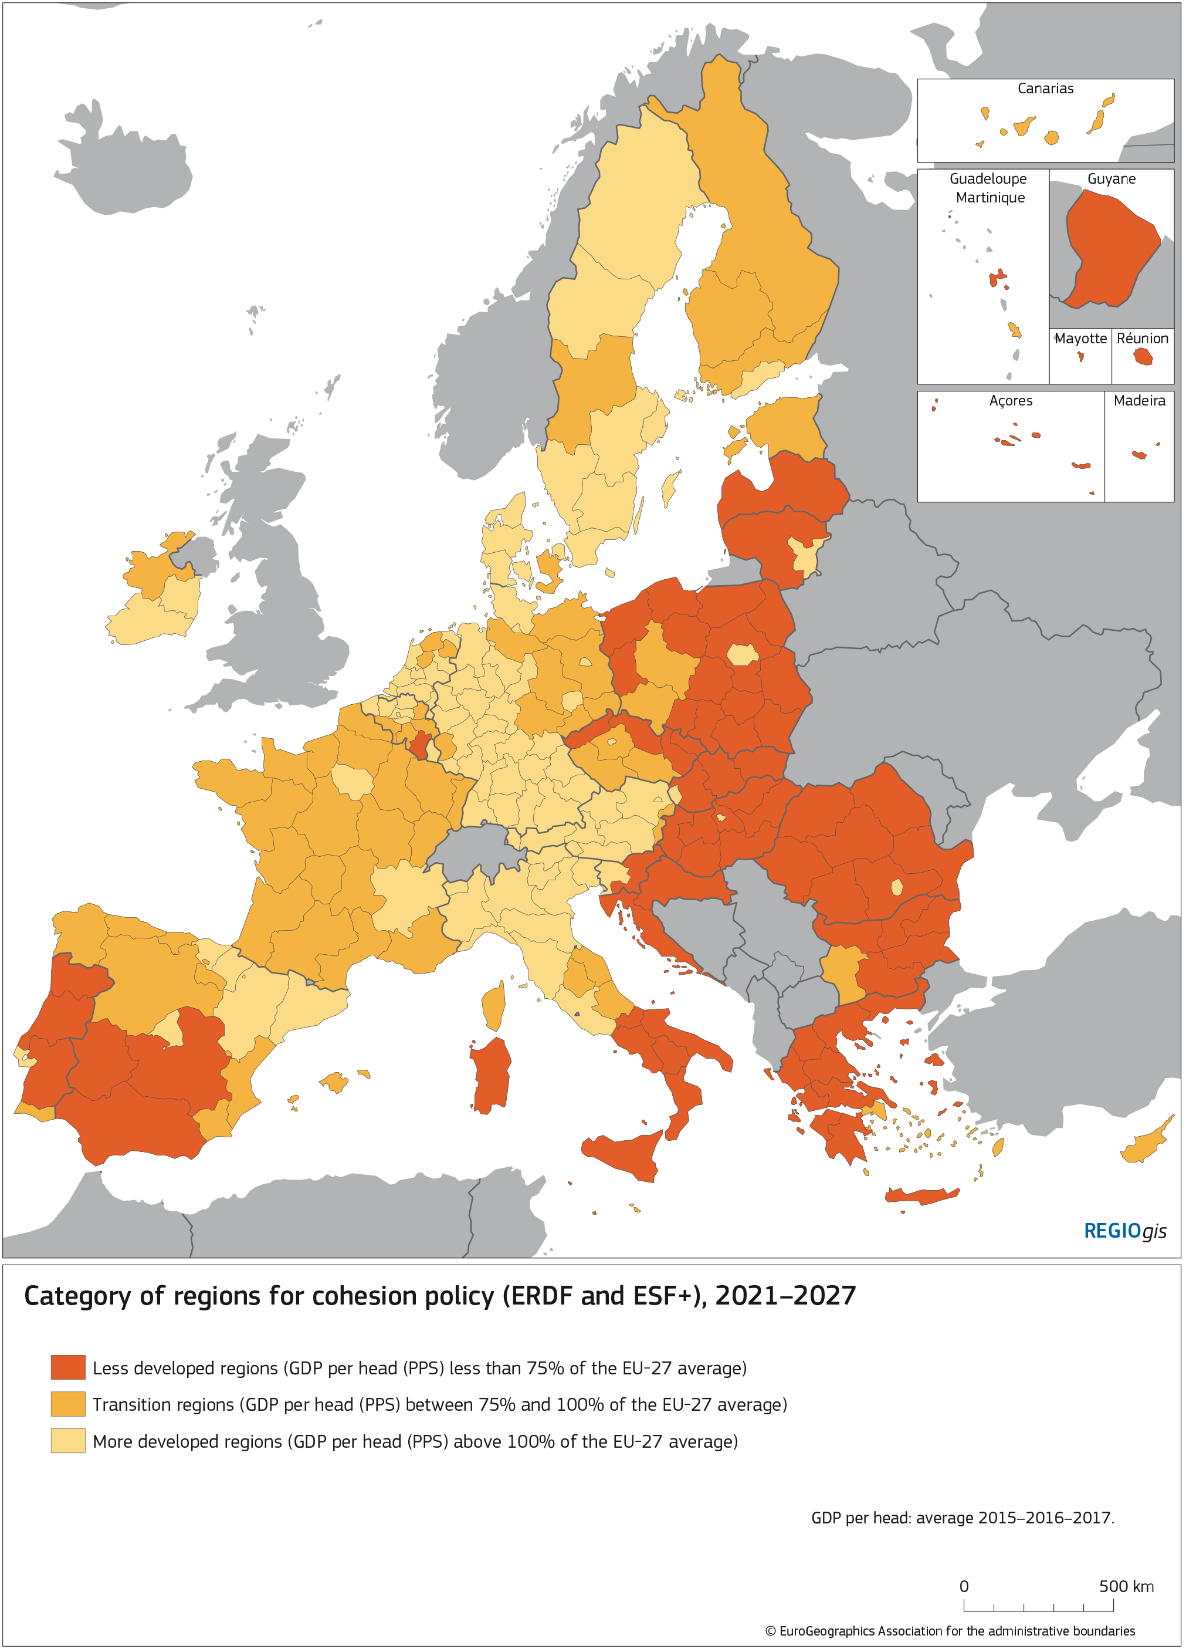 Canarias
Guadeloupe
Martinique
Guyane
Mayotte
Réunion
Açores
Madeira
REGIOgis
Category of regions for cohesion policy (ERDF and ESF+), 2021–2027
Less developed regions (GDP per head (PPS) less than 75% of the EU-27 average)
Transition regions (GDP per head (PPS) between 75% and 100% of the EU-27 average)
More developed regions (GDP per head (PPS) above 100% of the EU-27 average)
GDP per head: average 2015–2016–2017.
0 500 km
© EuroGeographics Association for the administrative boundaries